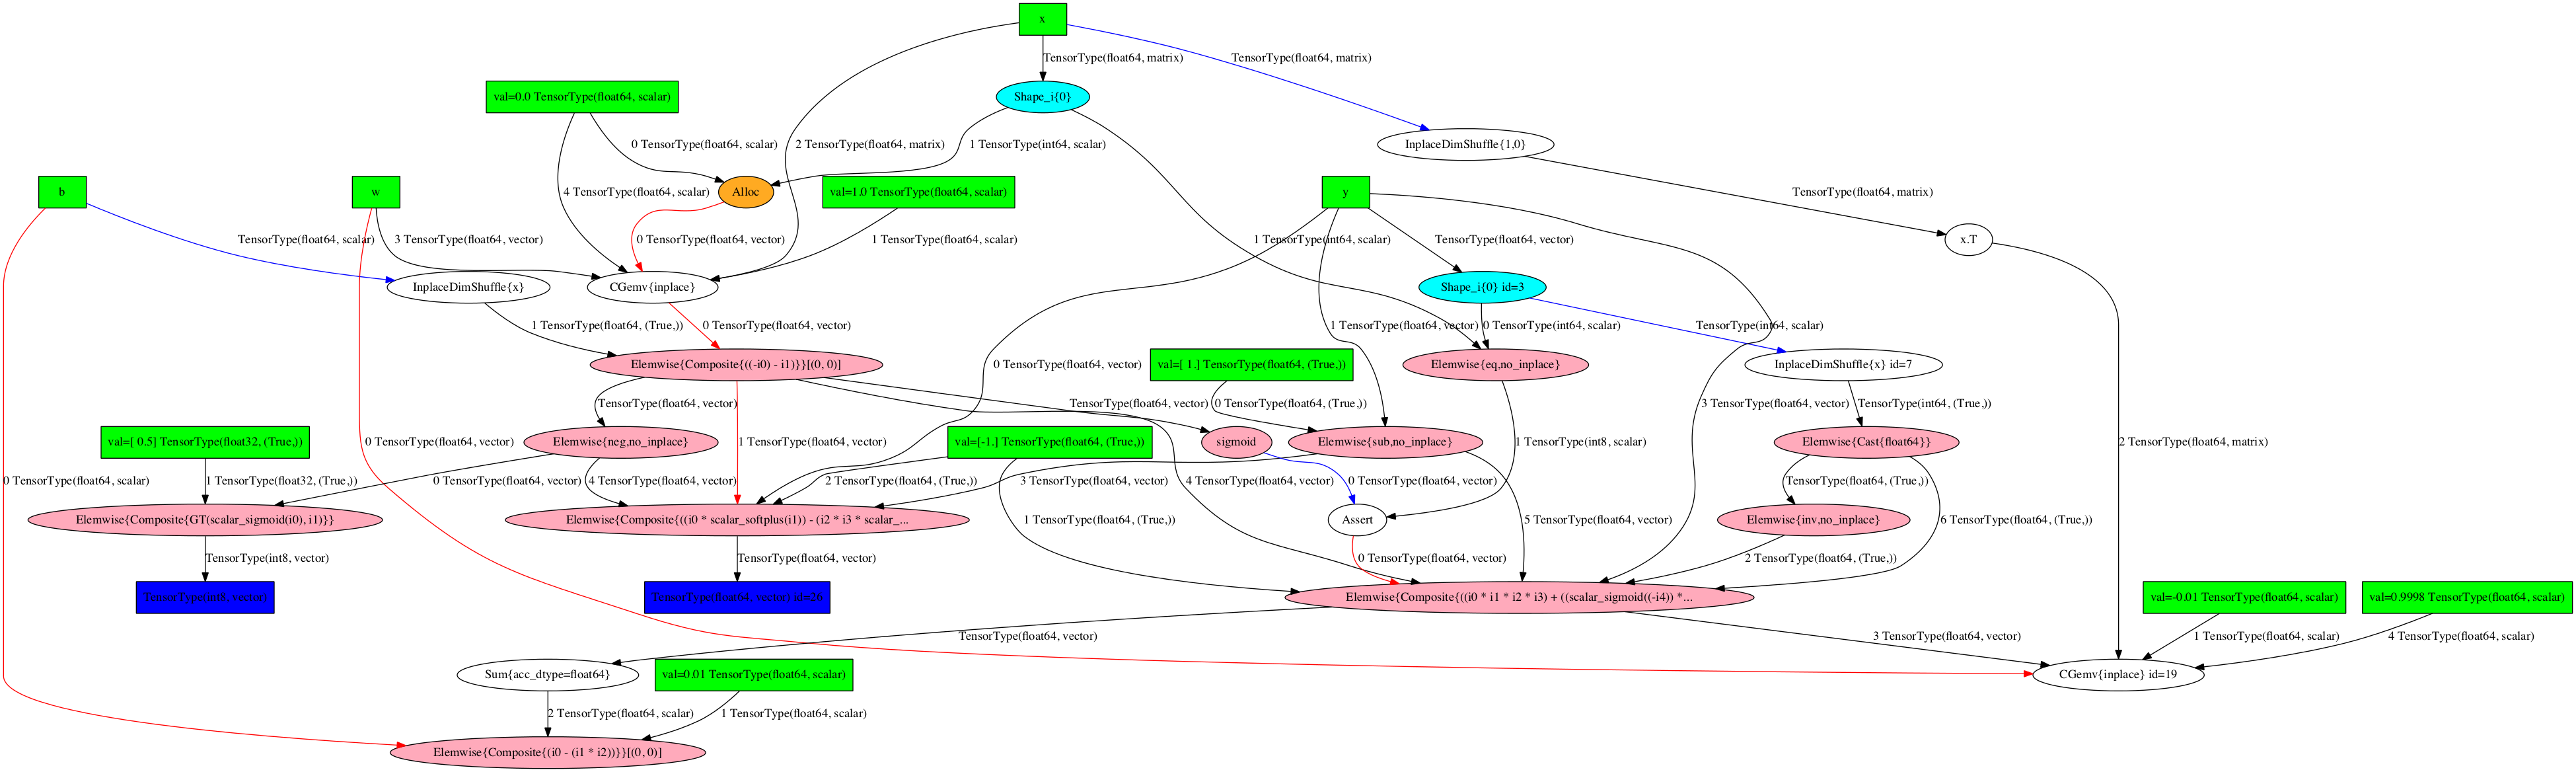 x
TensorType(float64, matrix)
TensorType(float64, matrix)
val=0.0 TensorType(float64, scalar)
Shape_i{0}
0 TensorType(float64, scalar)
2 TensorType(float64, matrix)
1 TensorType(int64, scalar)
InplaceDimShuffle{1,0}
b
w
4 TensorType(float64, scalar)
Alloc
val=1.0 TensorType(float64, scalar)
y
TensorType(float64, matrix)
TensorType(float64, scalar)
3 TensorType(float64, vector)
0 TensorType(float64, vector)
1 TensorType(float64, scalar)
1 TensorType(int64, scalar)
TensorType(float64, vector)
x.T
InplaceDimShuffle{x}
CGemv{inplace}
Shape_i{0} id=3
1 TensorType(float64, (True,))
0 TensorType(float64, vector)
1 TensorType(float64, vector)
0 TensorType(int64, scalar)
TensorType(int64, scalar)
Elemwise{Composite{((-i0) - i1)}}[(0, 0)]
0 TensorType(float64, vector)
val=[ 1.] TensorType(float64, (True,))
Elemwise{eq,no_inplace}
InplaceDimShuffle{x} id=7
TensorType(float64, vector)
TensorType(float64, vector)
0 TensorType(float64, (True,))
3 TensorType(float64, vector)
TensorType(int64, (True,))
val=[ 0.5] TensorType(float32, (True,))
0 TensorType(float64, vector)
Elemwise{neg,no_inplace}
1 TensorType(float64, vector)
val=[-1.] TensorType(float64, (True,))
sigmoid
Elemwise{sub,no_inplace}
1 TensorType(int8, scalar)
Elemwise{Cast{float64}}
2 TensorType(float64, matrix)
0 TensorType(float64, scalar)
1 TensorType(float32, (True,))
0 TensorType(float64, vector)
4 TensorType(float64, vector)
2 TensorType(float64, (True,))
3 TensorType(float64, vector)
4 TensorType(float64, vector)
0 TensorType(float64, vector)
TensorType(float64, (True,))
Elemwise{Composite{GT(scalar_sigmoid(i0), i1)}}
Elemwise{Composite{((i0 * scalar_softplus(i1)) - (i2 * i3 * scalar_...
1 TensorType(float64, (True,))
Assert
5 TensorType(float64, vector)
Elemwise{inv,no_inplace}
6 TensorType(float64, (True,))
TensorType(int8, vector)
TensorType(float64, vector)
0 TensorType(float64, vector)
2 TensorType(float64, (True,))
TensorType(int8, vector)
TensorType(float64, vector) id=26
Elemwise{Composite{((i0 * i1 * i2 * i3) + ((scalar_sigmoid((-i4)) *...
val=-0.01 TensorType(float64, scalar)
val=0.9998 TensorType(float64, scalar)
TensorType(float64, vector)
3 TensorType(float64, vector)
1 TensorType(float64, scalar)
4 TensorType(float64, scalar)
Sum{acc_dtype=float64}
val=0.01 TensorType(float64, scalar)
CGemv{inplace} id=19
2 TensorType(float64, scalar)
1 TensorType(float64, scalar)
Elemwise{Composite{(i0 - (i1 * i2))}}[(0, 0)]